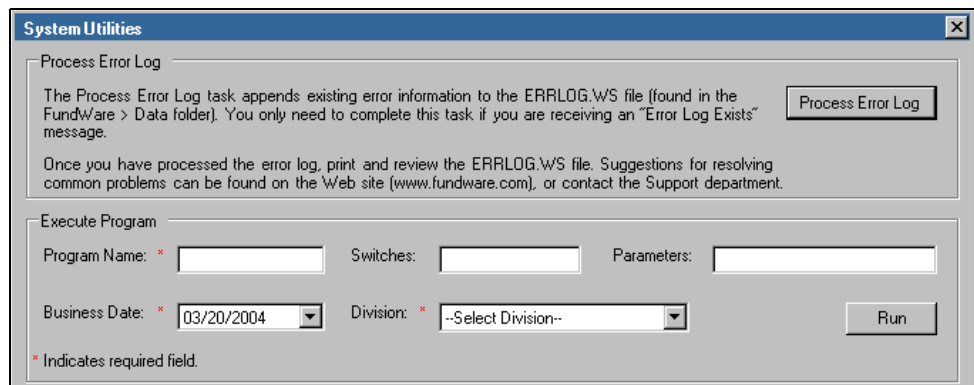 System Utilities
Process Error Log
The Process Error Log task appends existing error information to the ERRLOG.WS file (found in the
FundWare > Data folder). You only need to complete this task if you are receiving an "Error Log Exists"
message.
Process Error Log
Once you have processed the error log, print and review the ERRLOG.WS file. Suggestions for resolving
common problems can be found on the Web site (www.fundware.com), or contact the Support department.
Execute Program
Program Name: * Switches: Parameters:
Business Date: * 03/20/2004 Division: * --Select Division-- Run
* Indicates required field.